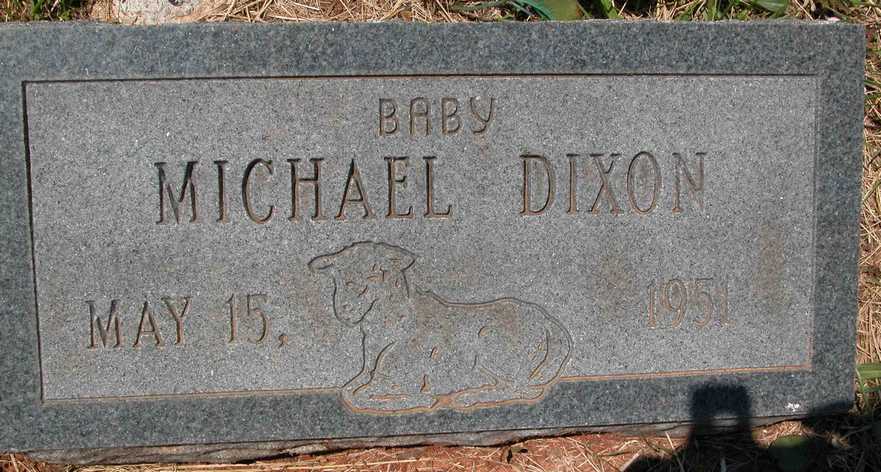 BABY
MICHAEL DIXON
MAY 15, 1951